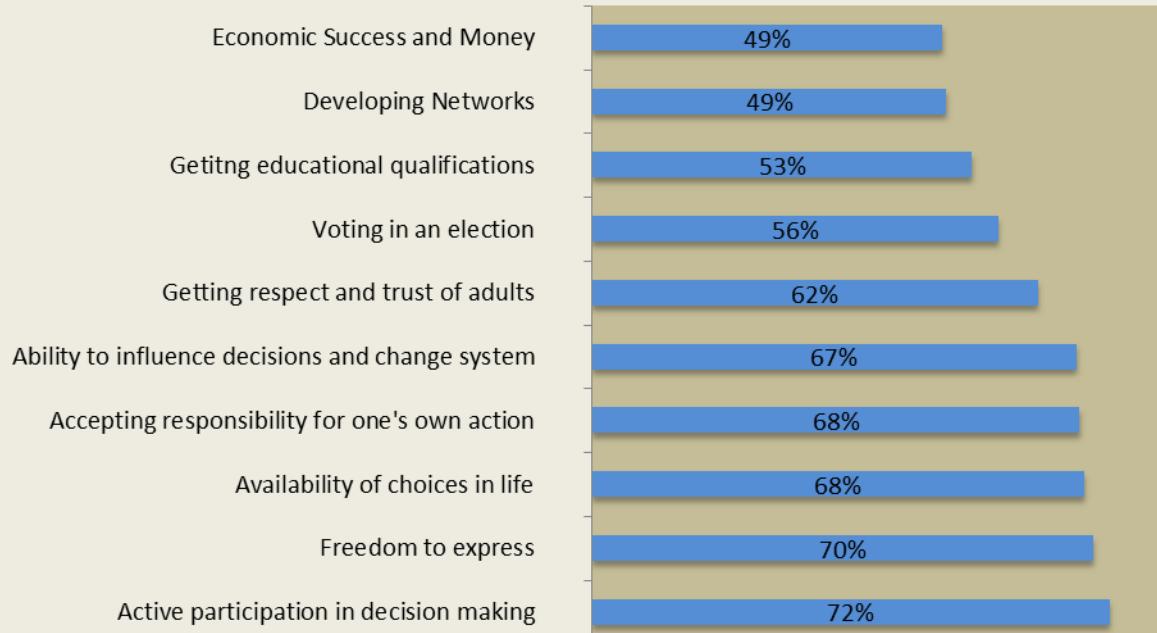 Economic Success and Money 49%
Developing Networks 49%
Getitng educational qualifications 53%
Voting in an election 56%
Getting respect and trust of adults 62%
Ability to influence decisions and change system 67%
Accepting responsibility for one's own action 68%
Availability of choices in life 68%
Freedom to express 70%
Active participation in decision making 72%